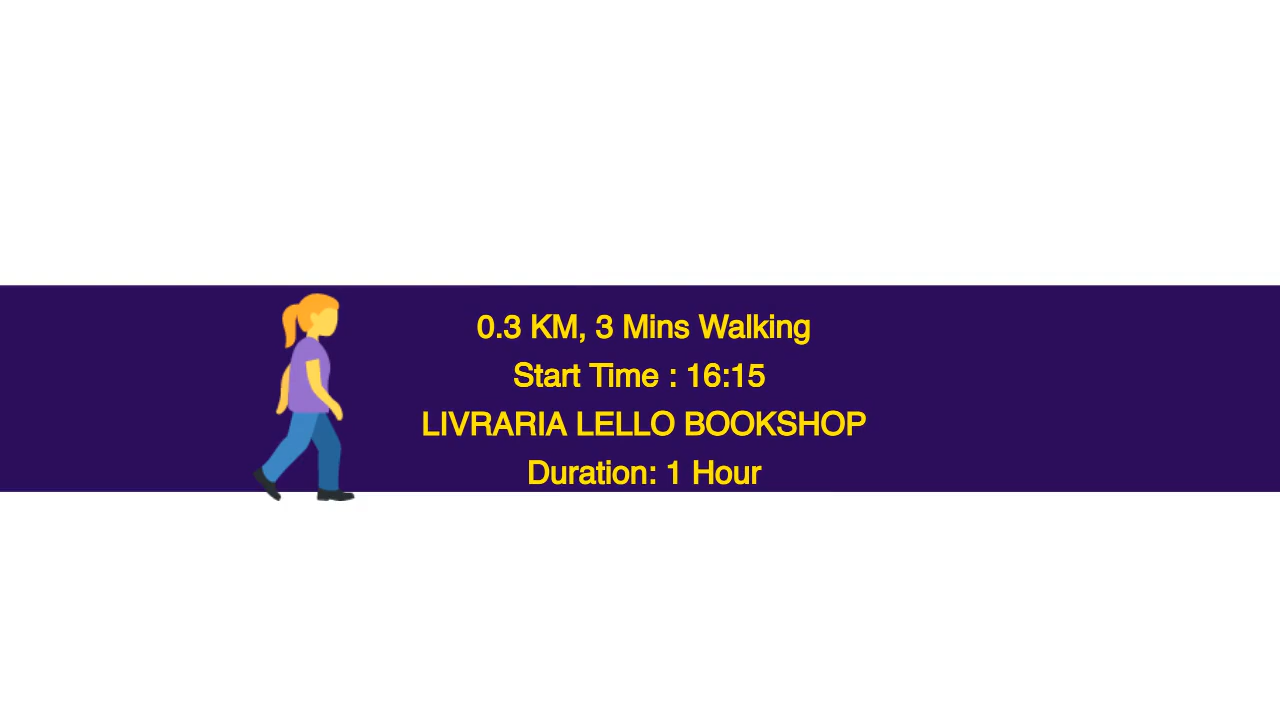 0.3 KM, 3 Mins Walking
Start Time : 16:15
LIVRARIA LELLO BOOKSHOP
Duration: 1 Hour